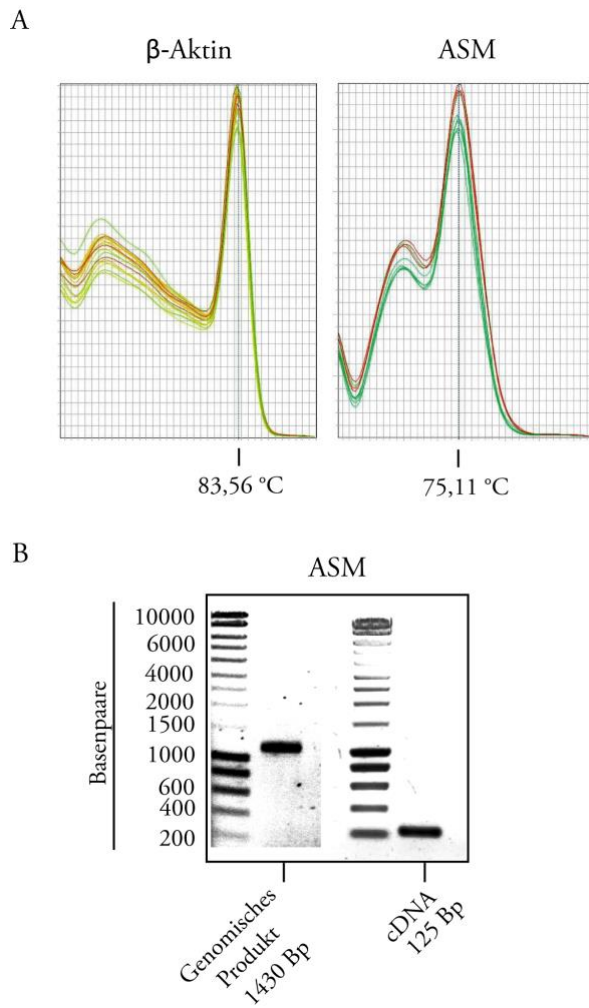 A
β-Aktin
ASM
83,56 °C
75,11 °C
B
ASM
Basenpaare
10000
6000
4000
2000
1500
1000
600
400
200
Genomisches
Produkt
1430 Bp
cDNA
125 Bp